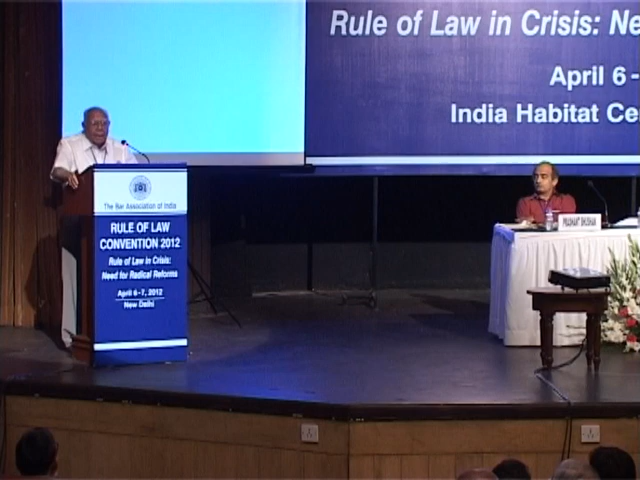 Rule of Law in Crisis: Ne
April 6 -
India Habitat Ce
The Bar Association of India
RULE OF LAW
CONVENTION 2012
Rule of Law in Crisis:
Need for Radical Reforms
April 6-7, 2012
New Delhi
PRASHANT BHUSHAN